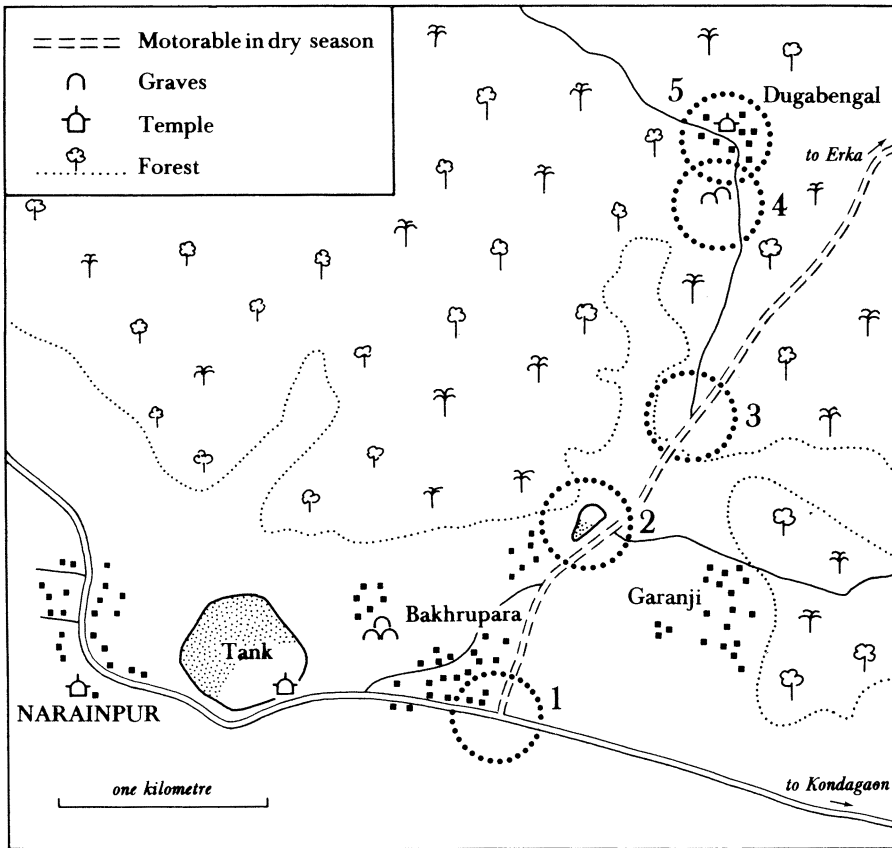 Motorable in dry season
Graves
Temple
Forest
5
Dugabengal
to Erka
4
3
2
Bakhrupara
Garanji
Tank
1
NARAINPUR
one kilometre
to Kondagaon